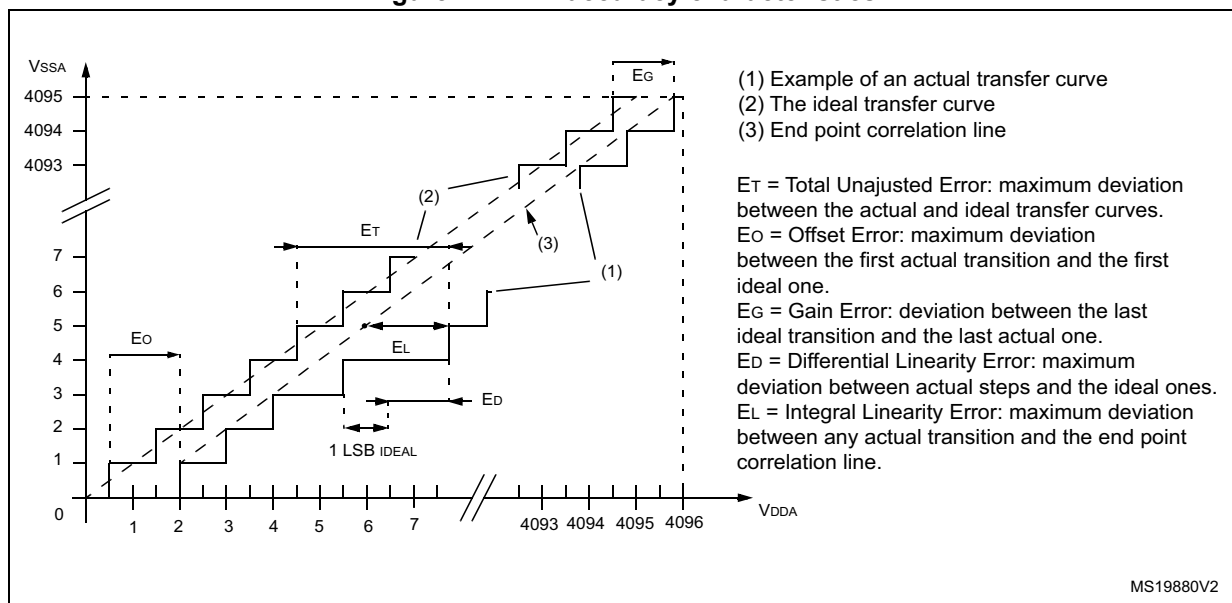 VSSA
4095
4094
4093
7
6
5
4
3
2
1
0
1 2 3 4 5 6 7 4093 4094 4095 4096
VDDA
EG
(2)
ET
(3)
(1)
EO
EL
ED
1 LSB IDEAL
(1) Example of an actual transfer curve
(2) The ideal transfer curve
(3) End point correlation line
ET = Total Unajusted Error: maximum deviation
between the actual and ideal transfer curves.
EO = Offset Error: maximum deviation
between the first actual transition and the first
ideal one.
EG = Gain Error: deviation between the last
ideal transition and the last actual one.
ED = Differential Linearity Error: maximum
deviation between actual steps and the ideal ones.
EL = Integral Linearity Error: maximum deviation
between any actual transition and the end point
correlation line.
MS19880V2